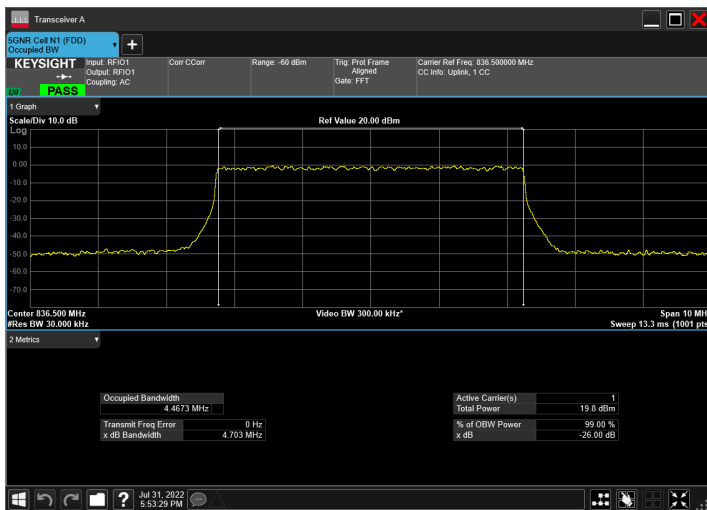 Transceiver A
5GNR Cell N1 (FDD)
Occupied BW
KEYSIGHT
LXI
PASS
Input: RFIO1
Output: RFIO1
Coupling: AC
Corr CCorr
Range: -60 dBm
Trig: Prot Frame
Aligned
Gate: FFT
Carrier Ref Freq: 836.500000 MHz
CC Info: Uplink, 1 CC
1 Graph
Scale/Div 10.0 dB
Ref Value 20.00 dBm
Log
10.0
0.00
-10.0
-20.0
-30.0
-40.0
-50.0
-60.0
-70.0
Center 836.500 MHz
Video BW 300.00 kHz*
Span 10 MH
#Res BW 30.000 kHz
Sweep 13.3 ms (1001 pts
2 Metrics
Occupied Bandwidth
4.4673 MHz
Transmit Freq Error 0 Hz
x dB Bandwidth 4.703 MHz
Active Carrier(s) 1
Total Power 19.8 dBm
% of OBW Power 99.00 %
x dB -26.00 dB
Jul 31, 2022
5:53:29 PM